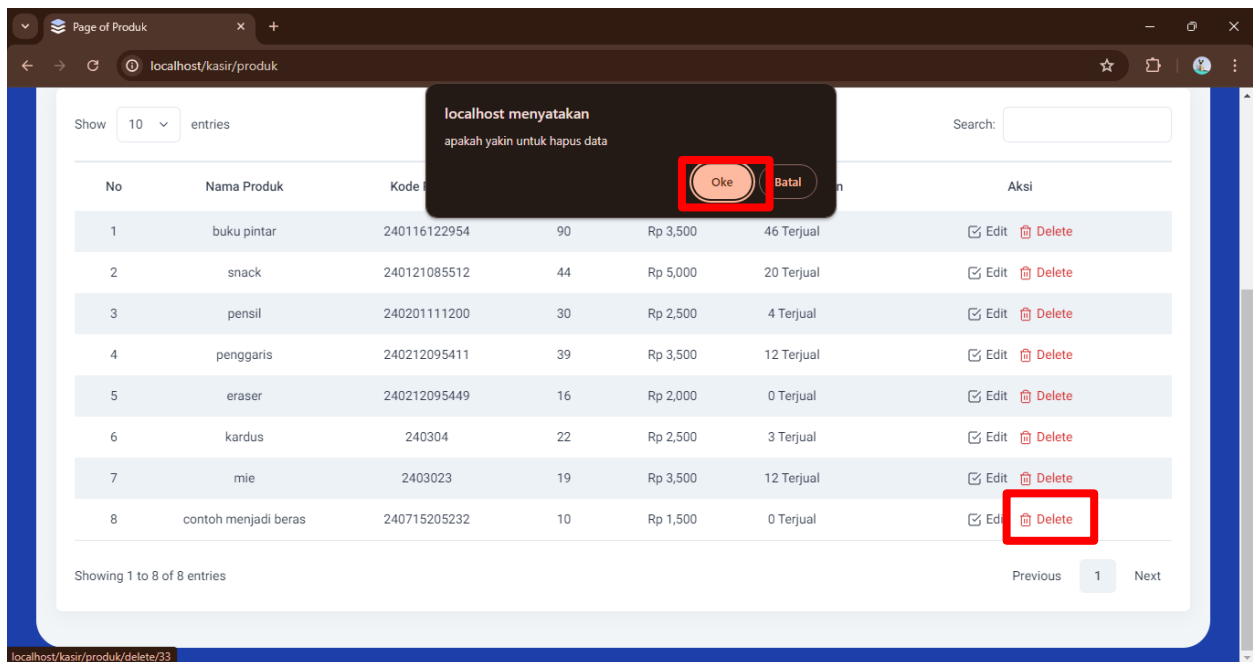 Page of Produk
localhost/kasir/produk
localhost menyatakan
apakah yakin untuk hapus data
Oke Batal
Show 10 entries Search:
No Nama Produk Kode Aksi
1 buku pintar 240116122954 90 Rp 3,500 46 Terjual Edit Delete
2 snack 240121085512 44 Rp 5,000 20 Terjual Edit Delete
3 pensil 240201111200 30 Rp 2,500 4 Terjual Edit Delete
4 penggaris 240212095411 39 Rp 3,500 12 Terjual Edit Delete
5 eraser 240212095449 16 Rp 2,000 0 Terjual Edit Delete
6 kardus 240304 22 Rp 2,500 3 Terjual Edit Delete
7 mie 2403023 19 Rp 3,500 12 Terjual Edit Delete
8 contoh menjadi beras 240715205232 10 Rp 1,500 0 Terjual Edi Delete
Showing 1 to 8 of 8 entries Previous 1 Next
localhost/kasir/produk/delete/33